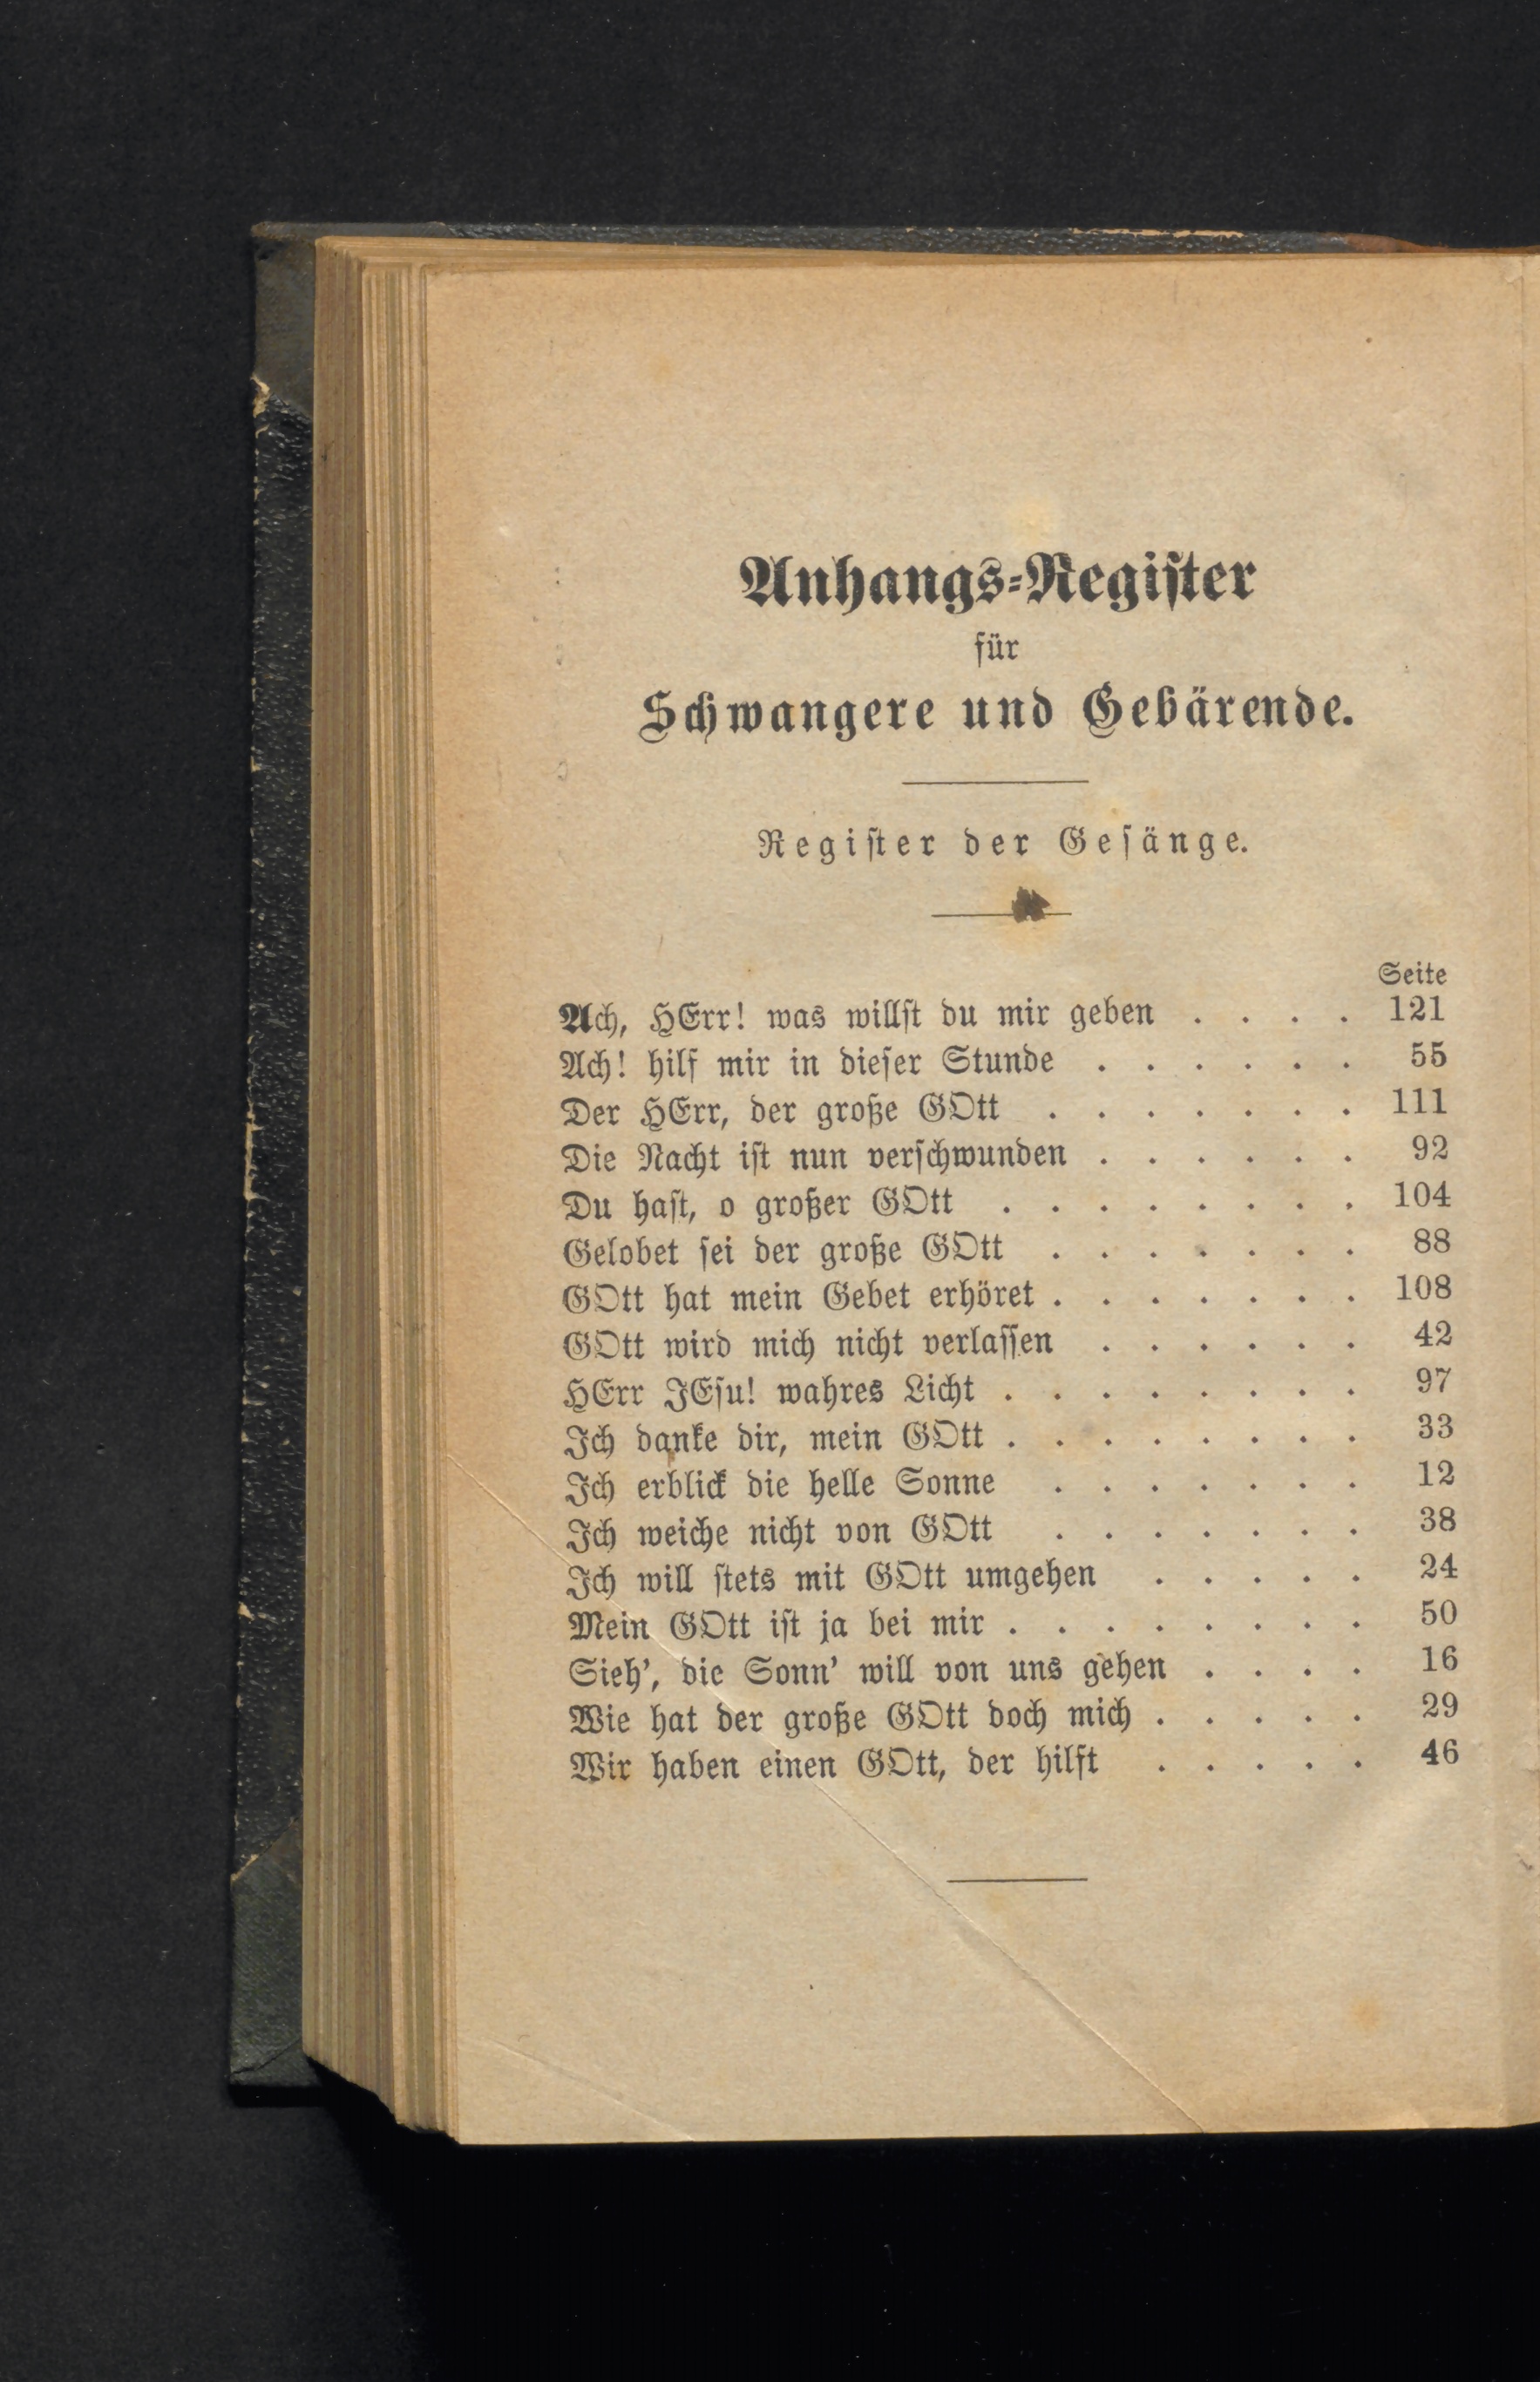 Anhangs-Regiſter
für
Schwangere und Gebärende.
Regiſter der Geſänge.
Seite
Ach, HErr! was willſt du mir geben . . . . 121
Ach! hilf mir in dieſer Stunde . . . . . . 55
Der HErr, der große GOtt . . . . . . . 111
Die Nacht iſt nun verſchwunden . . . . . . 92
Du haſt, o großer GOtt . . . . . . . . 104
Gelobet ſei der große GOtt . . . . . . . 88
GOtt hat mein Gebet erhöret . . . . . . . 108
GOtt wird mich nicht verlaſſen . . . . . . 42
HErr JEſu! wahres Licht . . . . . . . . 97
Ich danke dir, mein GOtt . . . . . . . . 33
Ich erblick die helle Sonne . . . . . . . 12
Ich weiche nicht von GOtt . . . . . . . 38
Ich will ſtets mit GOtt umgehen . . . . . 24
Mein GOtt iſt ja bei mir . . . . . . . . 50
Sieh’, die Sonn’ will von uns gehen . . . . 16
Wie hat der große GOtt doch mich . . . . . 29
Wir haben einen GOtt, der hilft . . . . . 46